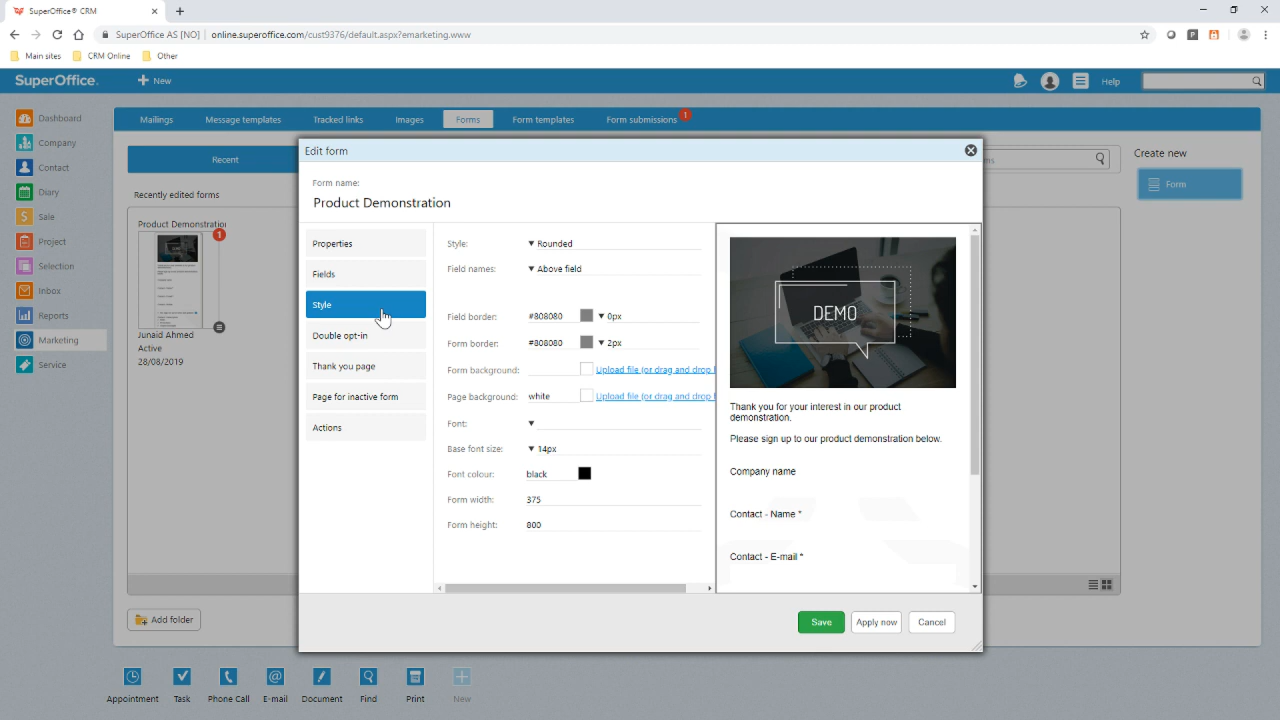 SuperOffice® CRM
SuperOffice AS [NO]
online.superoffice.com/cust9376/default.aspx?emarketing.www
Main sites
CRM Online
Other
SuperOffice.
New
Help
Dashboard
Company
Contact
Diary
Sale
Project
Selection
Inbox
Reports
Marketing
Service
Mailings
Message templates
Tracked links
Images
Forms
Form templates
Form submissions
1
Recent
Recently edited forms
Product Demonstration
1
Junaid Ahmed
Active
28/08/2019
Add folder
Create new
Form
Edit form
Form name:
Product Demonstration
Properties
Fields
Style
Double opt-in
Thank you page
Page for inactive form
Actions
Style: Rounded
Field names: Above field
Field border: #808080 0px
Form border: #808080 2px
Form background: Upload file (or drag and drop
Page background: white Upload file (or drag and drop
Font:
Base font size: 14px
Font colour: black
Form width: 375
Form height: 800
DEMO
Thank you for your interest in our product
demonstration.
Please sign up to our product demonstration below.
Company name
Contact - Name *
Contact - E-mail *
Save
Apply now
Cancel
Appointment
Task
Phone Call
E-mail
Document
Find
Print
New